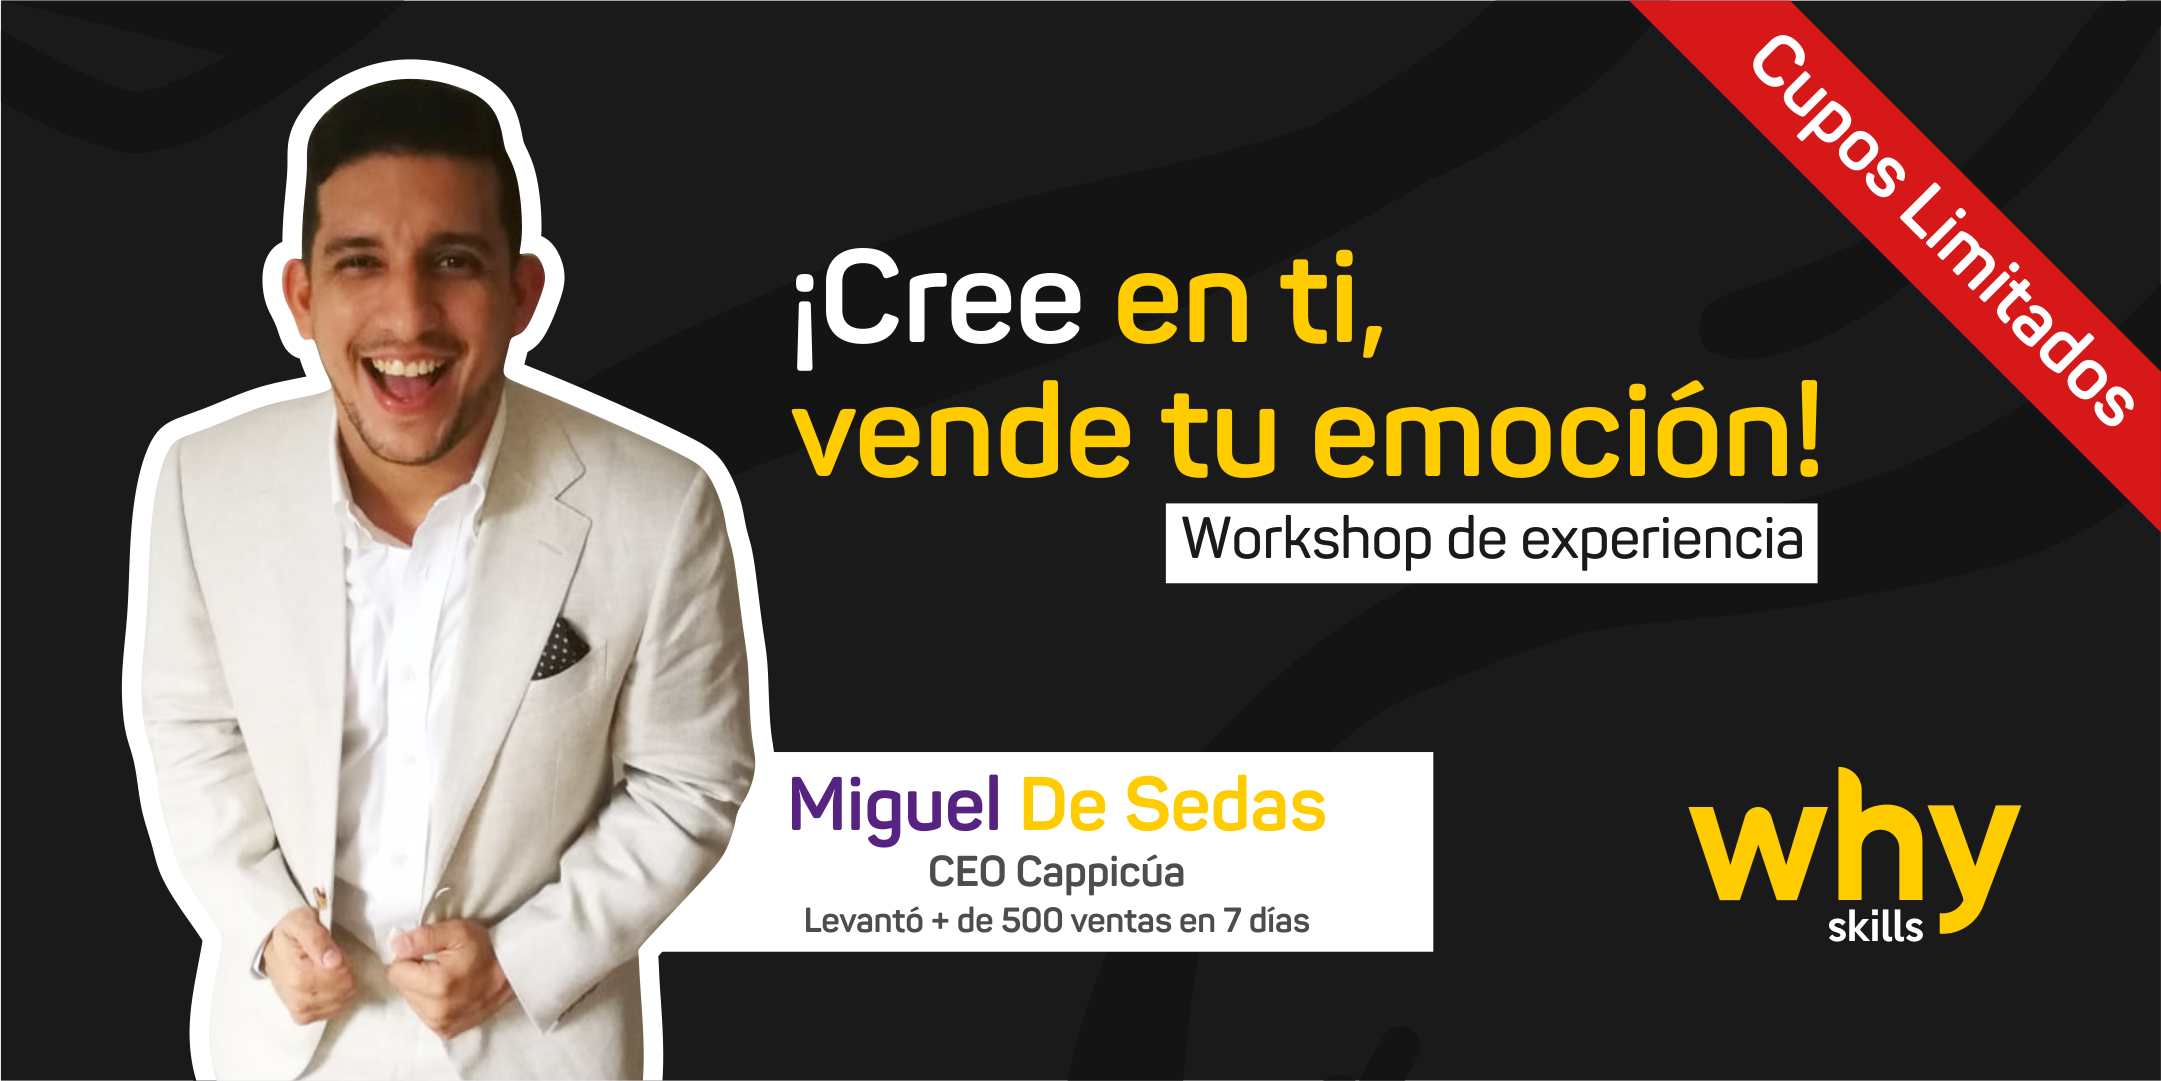 Cupos Limitados
¡Cree en ti,
vende tu emoción!
Workshop de experiencia
Miguel De Sedas
CEO Cappicúa
Levantó + de 500 ventas en 7 días
why
skills